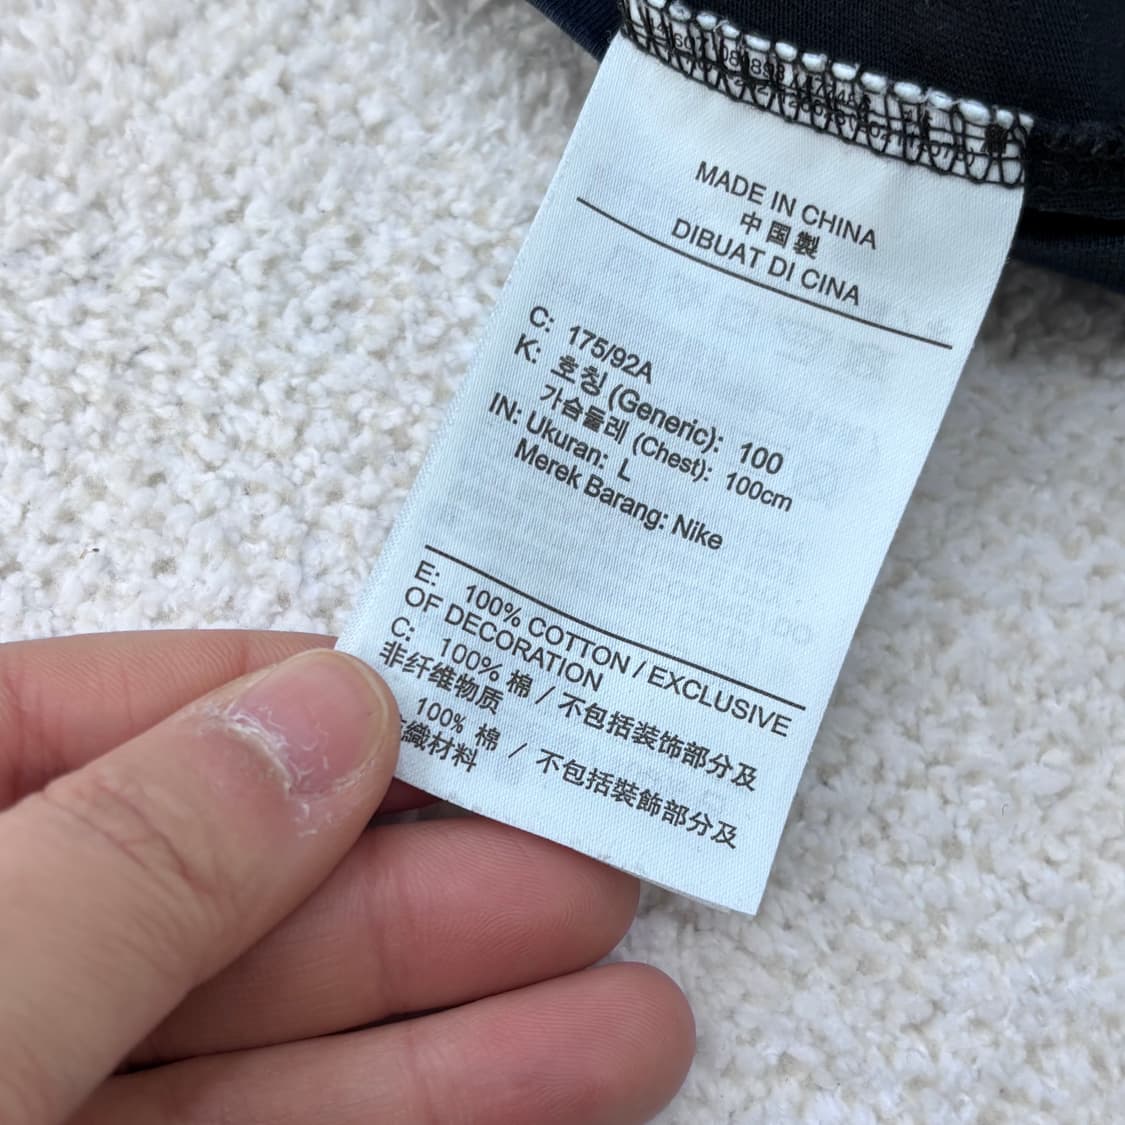 MADE IN CHINA
中国製
DIBUAT DI CINA
C: 175/92A
K: 호칭 (Generic): 100
가슴둘레 (Chest): 100cm
IN: Ukuran: L
Merek Barang: Nike
E: 100% COTTON / EXCLUSIVE
OF DECORATION
C: 100% 棉 / 不包括装饰部分及
非纤维物质
100% 棉 / 不包括裝飾部分及
織材料